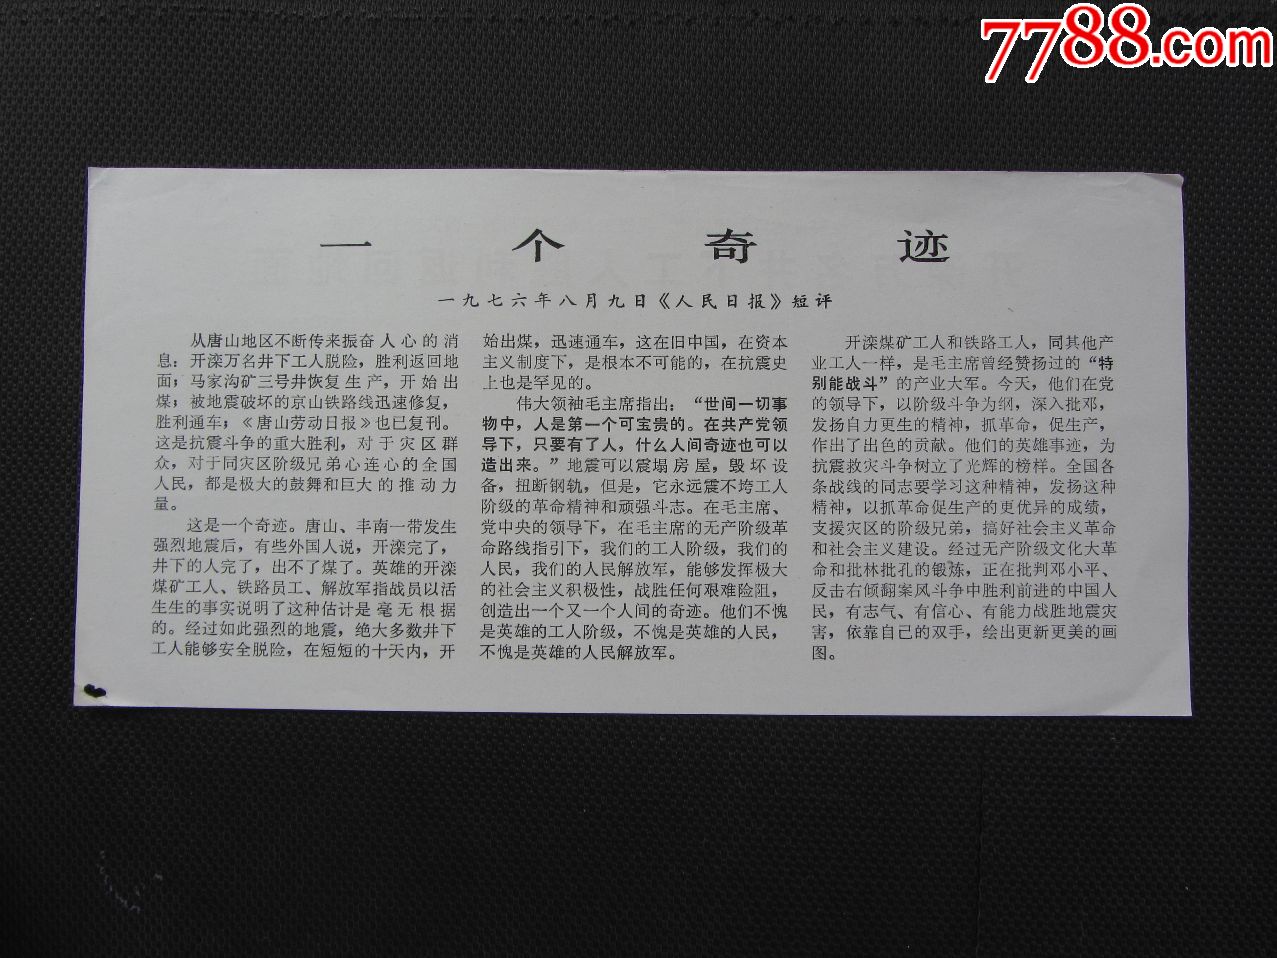 7788.com
一个奇迹
一九七六年八月九日《人民日报》短评
从唐山地区不断传来振奋人心的消
息：开滦万名井下工人脱险，胜利返回地
面；马家沟矿三号井恢复生产，开始出
煤；被地震破坏的京山铁路线迅速修复，
胜利通车；《唐山劳动日报》也已复刊。
这是抗震斗争的重大胜利，对于灾区群
众，对于同灾区阶级兄弟心连心的全国
人民，都是极大的鼓舞和巨大的推动力
量。
这是一个奇迹。唐山、丰南一带发生
强烈地震后，有些外国人说，开滦完了，
井下的人完了，出不了煤了。英雄的开滦
煤矿工人、铁路员工、解放军指战员以活
生生的事实说明了这种估计是毫无根据
的。经过如此强烈的地震，绝大多数井下
工人能够安全脱险，在短短的十天内，开
始出煤，迅速通车，这在旧中国，在资本
主义制度下，是根本不可能的，在抗震史
上也是罕见的。
伟大领袖毛主席指出：“世间一切事
物中，人是第一个可宝贵的。在共产党领
导下，只要有了人，什么人间奇迹也可以
造出来。”地震可以震塌房屋，毁坏设
备，扭断钢轨，但是，它永远震不垮工人
阶级的革命精神和顽强斗志。在毛主席、
党中央的领导下，在毛主席的无产阶级革
命路线指引下，我们的工人阶级，我们的
人民，我们的人民解放军，能够发挥极大
的社会主义积极性，战胜任何艰难险阻，
创造出一个又一个人间的奇迹。他们不愧
是英雄的工人阶级，不愧是英雄的人民，
不愧是英雄的人民解放军。
开滦煤矿工人和铁路工人，同其他产
业工人一样，是毛主席曾经赞扬过的“特
别能战斗”的产业大军。今天，他们在党
的领导下，以阶级斗争为纲，深入批邓，
发扬自力更生的精神，抓革命，促生产，
作出了出色的贡献。他们的英雄事迹，为
抗震救灾斗争树立了光辉的榜样。全国各
条战线的同志要学习这种精神，发扬这种
精神，以抓革命促生产的更优异的成绩，
支援灾区的阶级兄弟，搞好社会主义革命
和社会主义建设。经过无产阶级文化大革
命和批林批孔的锻炼，正在批判邓小平、
反击右倾翻案风斗争中胜利前进的中国人
民，有志气、有信心、有能力战胜地震灾
害，依靠自己的双手，绘出更新更美的画
图。